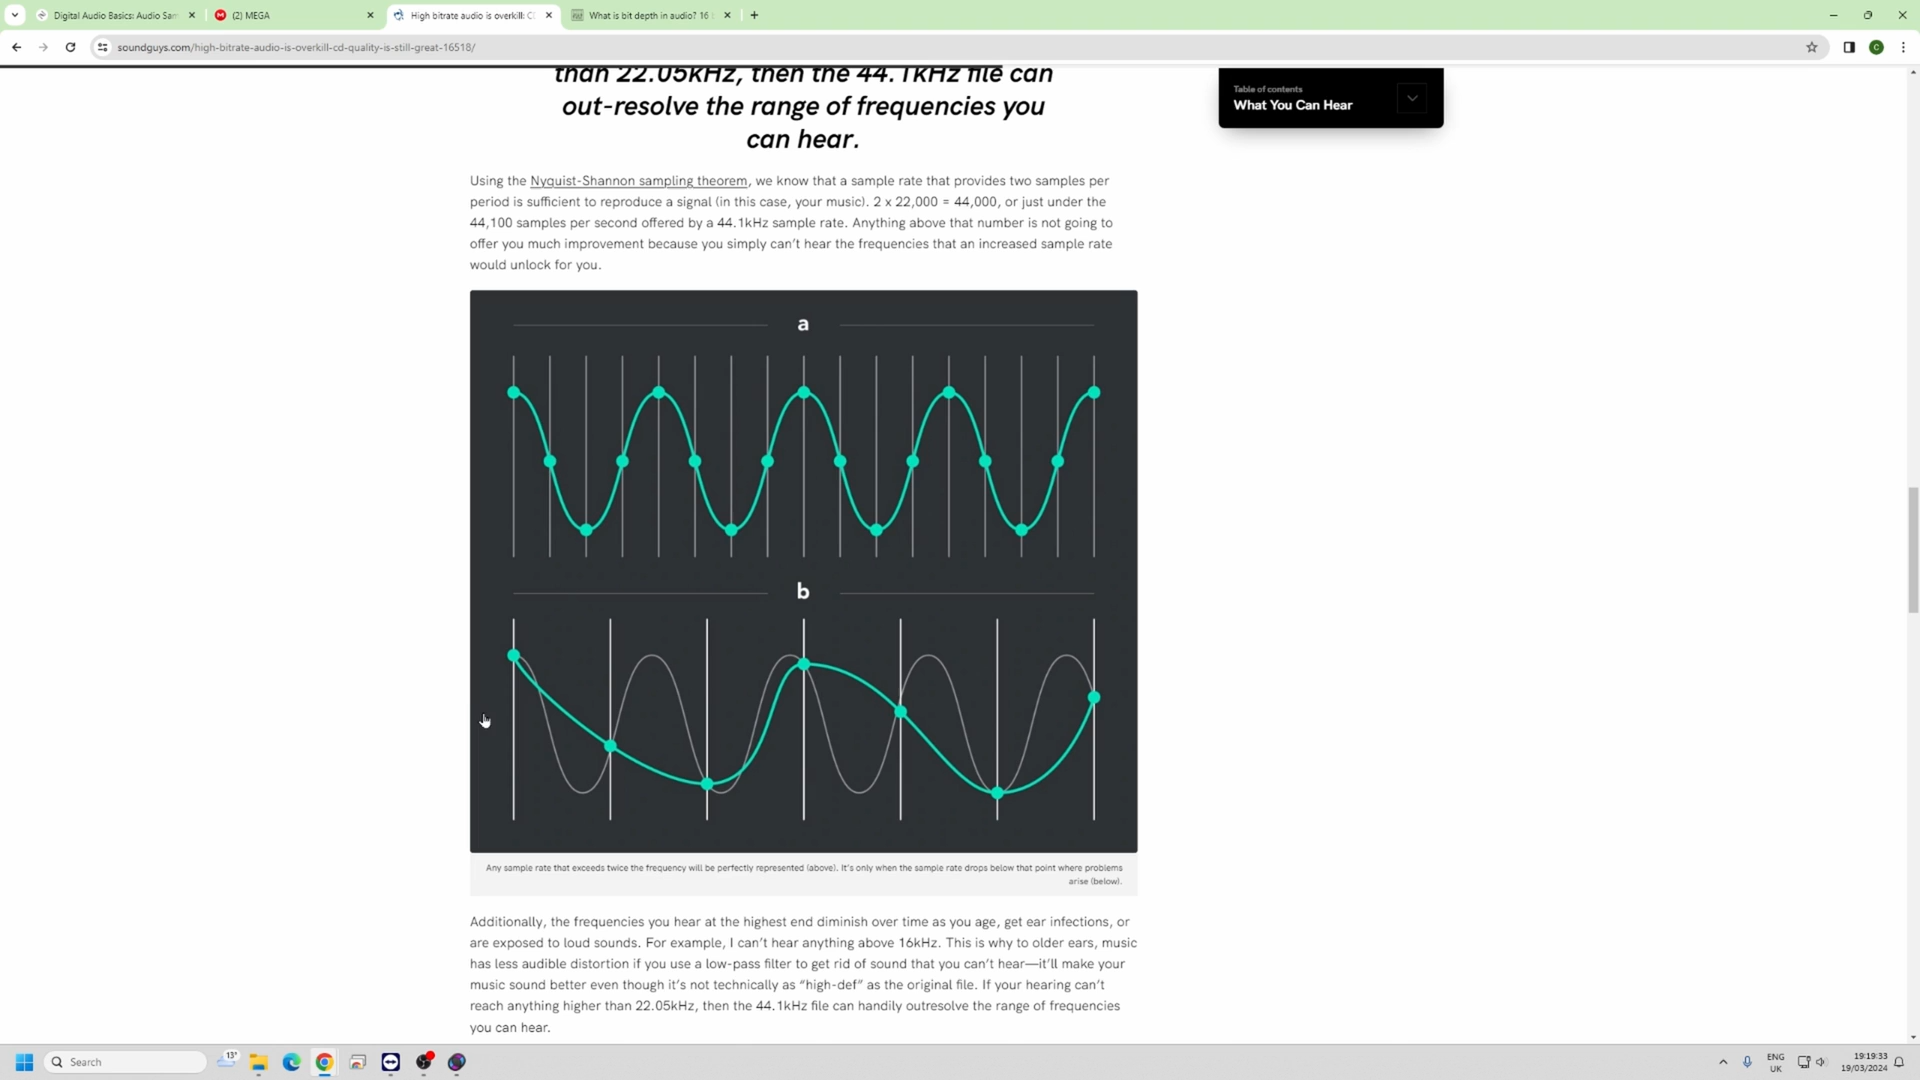 Digital Audio Basics: Audio Sam
(2) MEGA
High bitrate audio is overkill: CD
What is bit depth in audio? 16
soundguys.com/high-bitrate-audio-is-overkill-cd-quality-is-still-great-16518/
than 22.05kHz, then the 44.1kHz file can
out-resolve the range of frequencies you
can hear.
Table of contents
What You Can Hear
Using the Nyquist-Shannon sampling theorem, we know that a sample rate that provides two samples per
period is sufficient to reproduce a signal (in this case, your music). 2 x 22,000 = 44,000, or just under the
44,100 samples per second offered by a 44.1kHz sample rate. Anything above that number is not going to
offer you much improvement because you simply can’t hear the frequencies that an increased sample rate
would unlock for you.
a
b
Any sample rate that exceeds twice the frequency will be perfectly represented (above). It’s only when the sample rate drops below that point where problems
arise (below).
Additionally, the frequencies you hear at the highest end diminish over time as you age, get ear infections, or
are exposed to loud sounds. For example, I can’t hear anything above 16kHz. This is why to older ears, music
has less audible distortion if you use a low-pass filter to get rid of sound that you can’t hear—it’ll make your
music sound better even though it’s not technically as “high-def” as the original file. If your hearing can’t
reach anything higher than 22.05kHz, then the 44.1kHz file can handily outresolve the range of frequencies
you can hear.
Search
13°
ENG
UK
19:19:33
19/03/2024